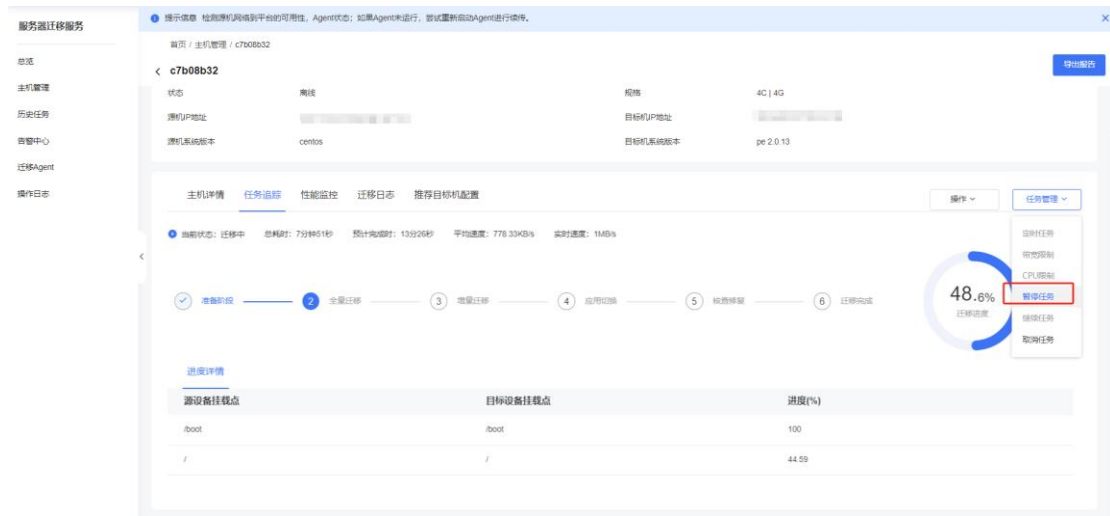 服务器迁移服务
总览
主机管理
历史任务
告警中心
迁移Agent
操作日志
提示信息 检测源机网络到平台的可用性，Agent状态；如果Agent未运行，尝试重新启动Agent进行续传。
首页 / 主机管理 / c7b08b32
c7b08b32
导出报告
状态 离线 规格 4C | 4G
源机IP地址 目标机IP地址
源机系统版本 centos 目标机系统版本 pe 2.0.13
主机详情 任务追踪 性能监控 迁移日志 推荐目标机配置 操作 任务管理
当前状态：迁移中 总耗时：7分钟51秒 预计完成时：13分26秒 平均速度：778.33KB/s 实时速度：1MB/s
定时任务
带宽限制
CPU限制
暂停任务
继续任务
取消任务
准备阶段 2 全量迁移 3 增量迁移 4 应用切换 5 核查修复 6 迁移完成
48.6%
迁移进度
进度详情
源设备挂载点 目标设备挂载点 进度(%)
/boot /boot 100
/ / 44.59